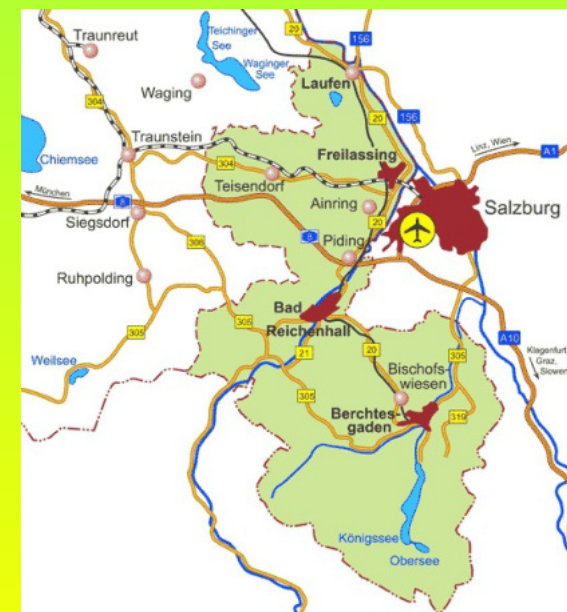 Traunreut
Teichinger
See
Waginger
See
156
20
Laufen
Waging
304
20
156
Traunstein
Linz, Wien
A1
Chiemsee
Freilassing
304
Teisendorf
München
8
Ainring
Salzburg
Siegsdorf
20
306
8
Piding
Ruhpolding
Bad
Reichenhall
305
305
A10
Klagenfurt
Graz,
Slowen
Weilsee
21
20
Bischofs-
wiesen
305
305
Berchtes-
gaden
319
Königssee
Obersee